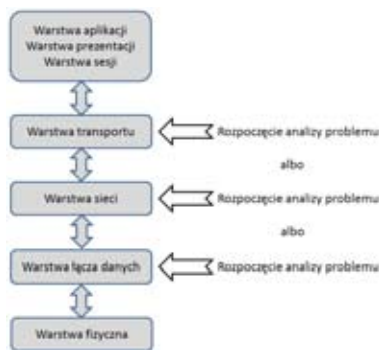 Warstwa aplikacji
Warstwa prezentacji
Warstwa sesji
Warstwa transportu
Rozpoczęcie analizy problemu
albo
Warstwa sieci
Rozpoczęcie analizy problemu
albo
Warstwa łącza danych
Rozpoczęcie analizy problemu
Warstwa fizyczna